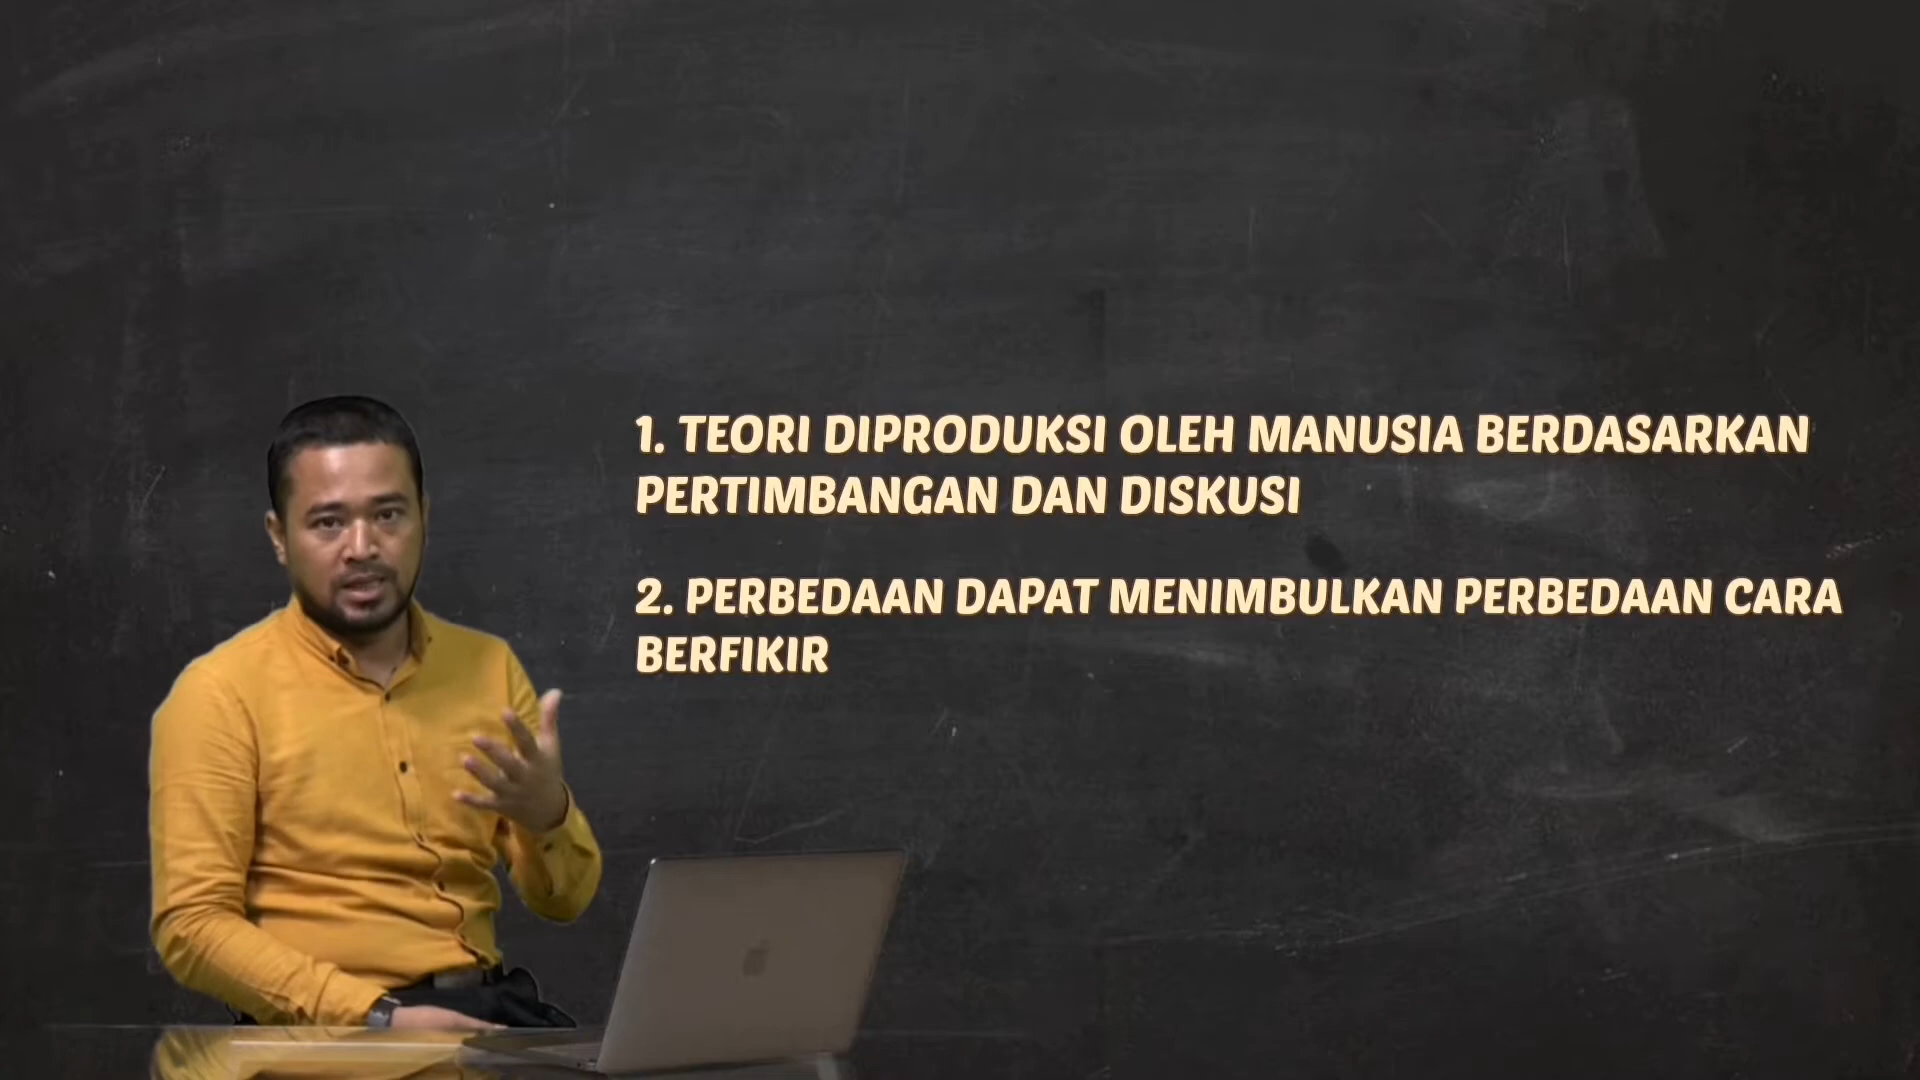 1. TEORI DIPRODUKSI OLEH MANUSIA BERDASARKAN
PERTIMBANGAN DAN DISKUSI
2. PERBEDAAN DAPAT MENIMBULKAN PERBEDAAN CARA
BERFIKIR